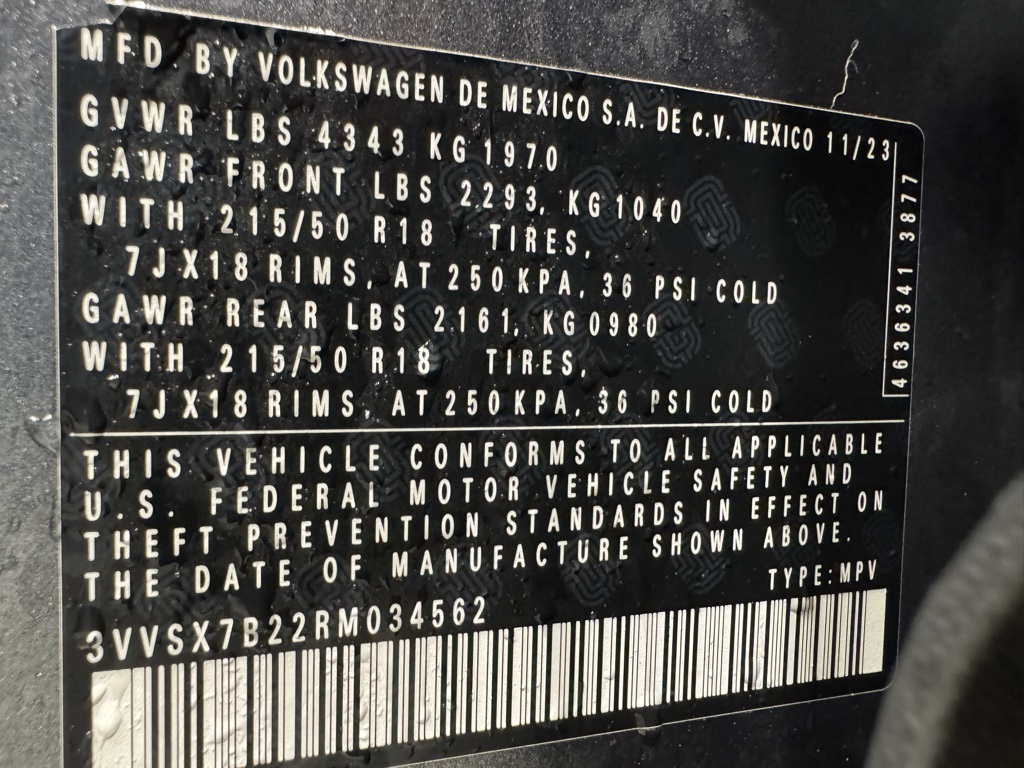 MFD BY VOLKSWAGEN DE MEXICO S.A. DE C.V. MEXICO 11/23
GVWR LBS 4343 KG 1970
GAWR FRONT LBS 2293, KG 1040
WITH 215/50 R18 TIRES,
7JX18 RIMS, AT 250 KPA, 36 PSI COLD
GAWR REAR LBS 2161, KG 0980
WITH 215/50 R18 TIRES,
7JX18 RIMS, AT 250 KPA, 36 PSI COLD
4636341 3877
THIS VEHICLE CONFORMS TO ALL APPLICABLE
U.S. FEDERAL MOTOR VEHICLE SAFETY AND
THEFT PREVENTION STANDARDS IN EFFECT ON
THE DATE OF MANUFACTURE SHOWN ABOVE.
TYPE:MPV
3VVSX7B22RM034562